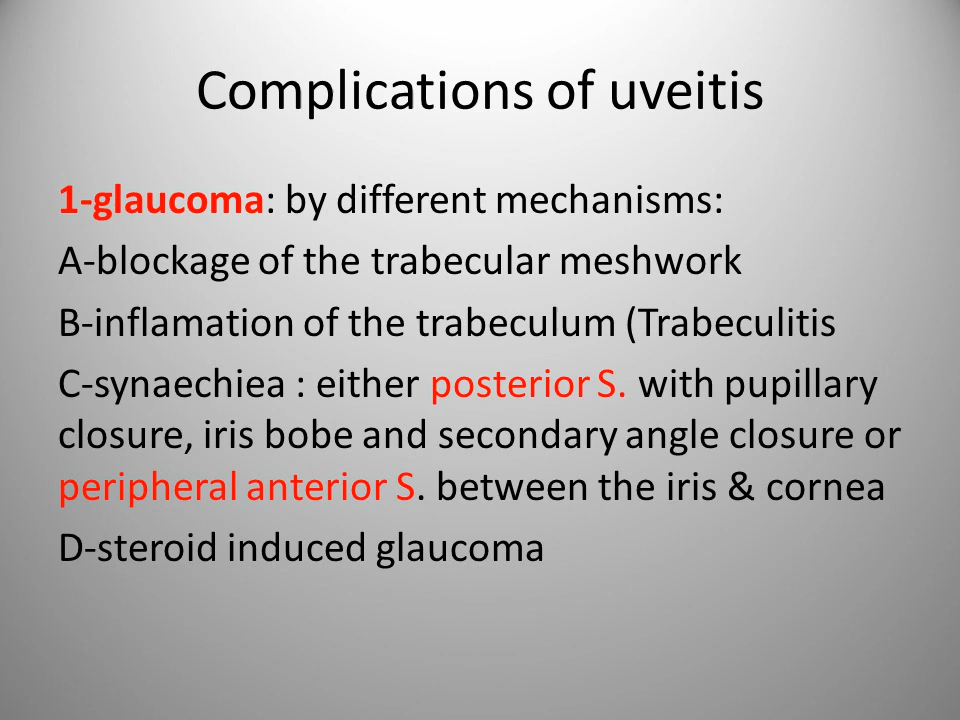 Complications of uveitis
1-glaucoma: by different mechanisms:
A-blockage of the trabecular meshwork
B-inflamation of the trabeculum (Trabeculitis
C-synaechiea : either posterior S. with pupillary
closure, iris bobe and secondary angle closure or
peripheral anterior S. between the iris & cornea
D-steroid induced glaucoma